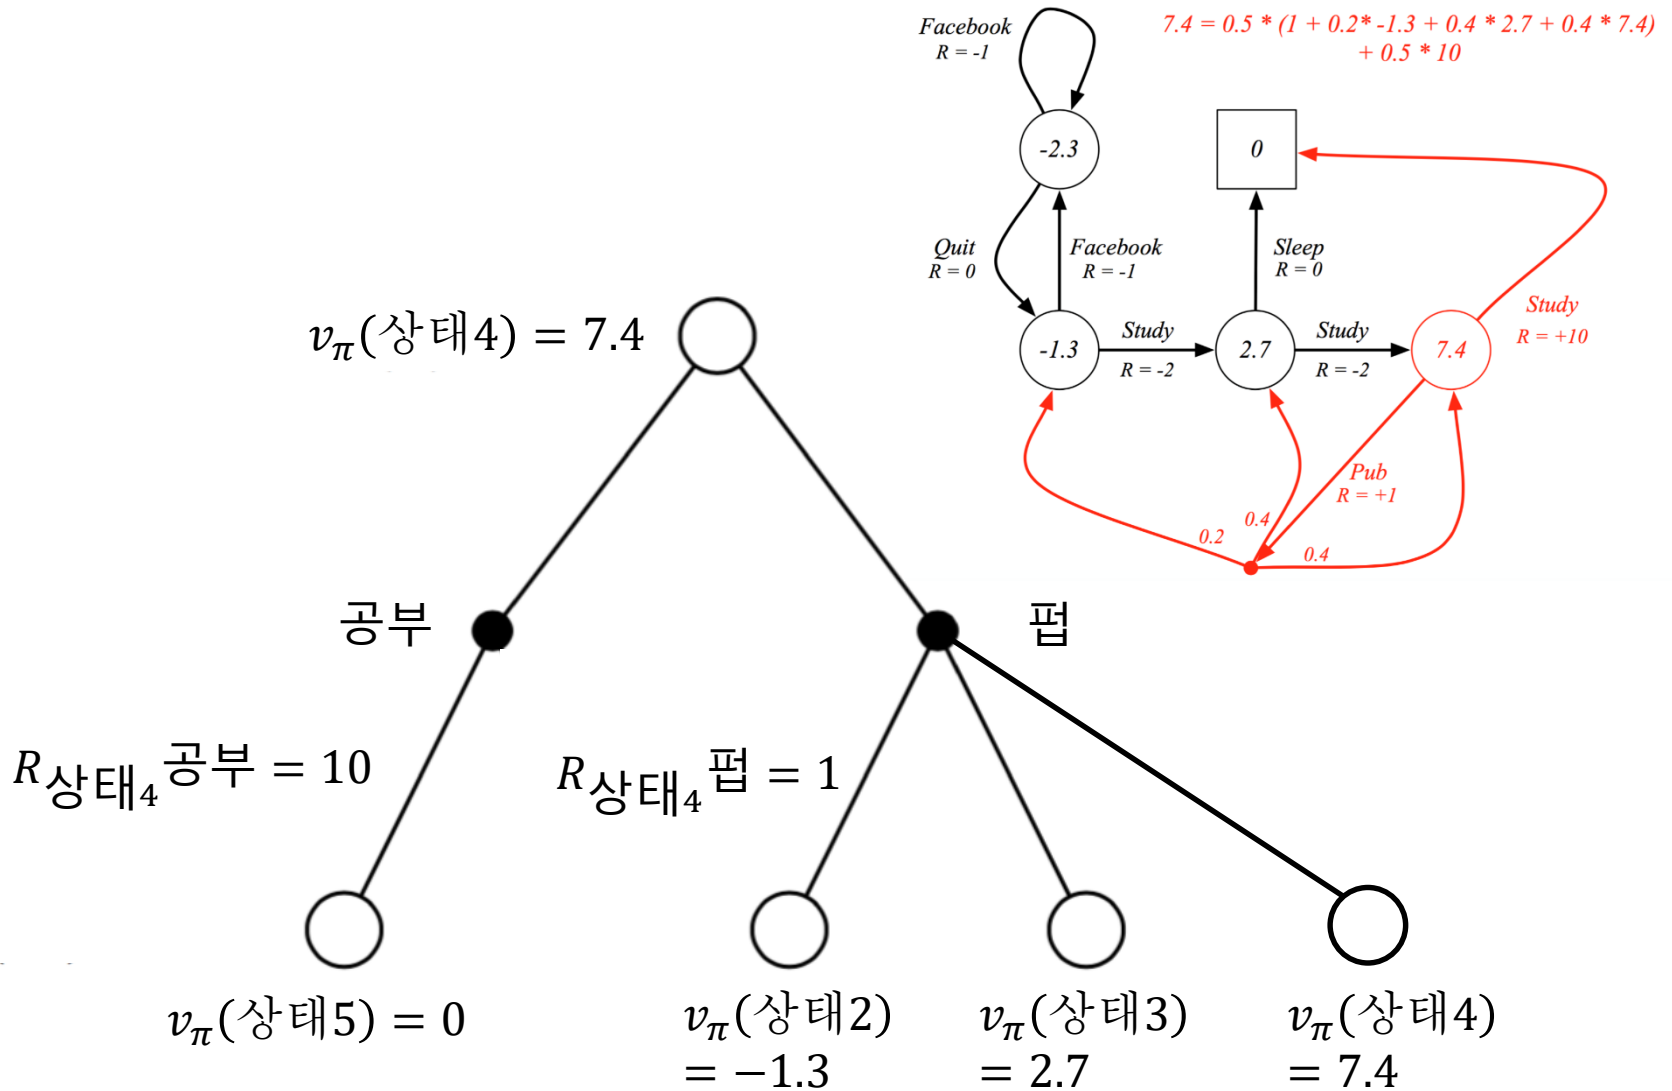 Facebook
R = -1
7.4 = 0.5 * (1 + 0.2* -1.3 + 0.4 * 2.7 + 0.4 * 7.4)
+ 0.5 * 10
-2.3
0
Quit
R = 0
Facebook
R = -1
Sleep
R = 0
Study
R = +10
-1.3
Study
R = -2
2.7
Study
R = -2
7.4
Pub
R = +1
0.2
0.4
0.4
vπ(상태4) = 7.4
공부
펍
R상태4공부 = 10
R상태4펍 = 1
vπ(상태5) = 0
vπ(상태2)
= −1.3
vπ(상태3)
= 2.7
vπ(상태4)
= 7.4